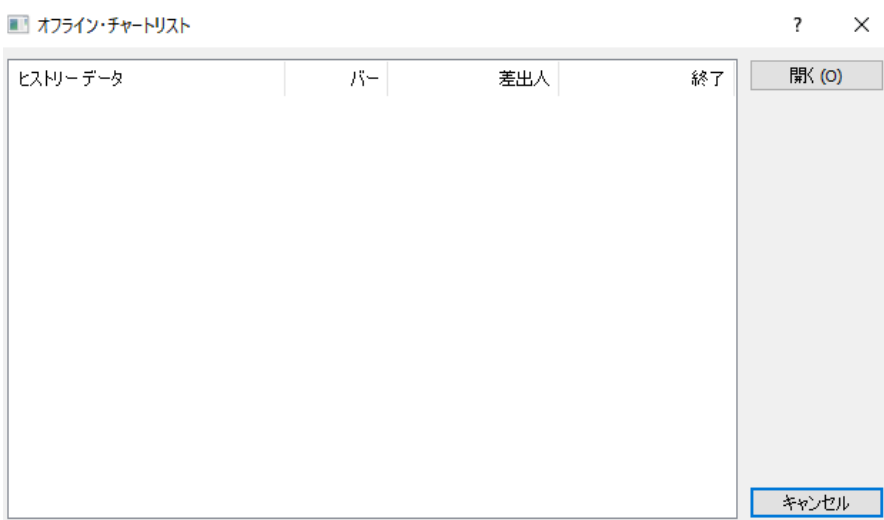 オフライン・チャートリスト ?
ヒストリー データ バー 差出人 終了 開く (O)
キャンセル